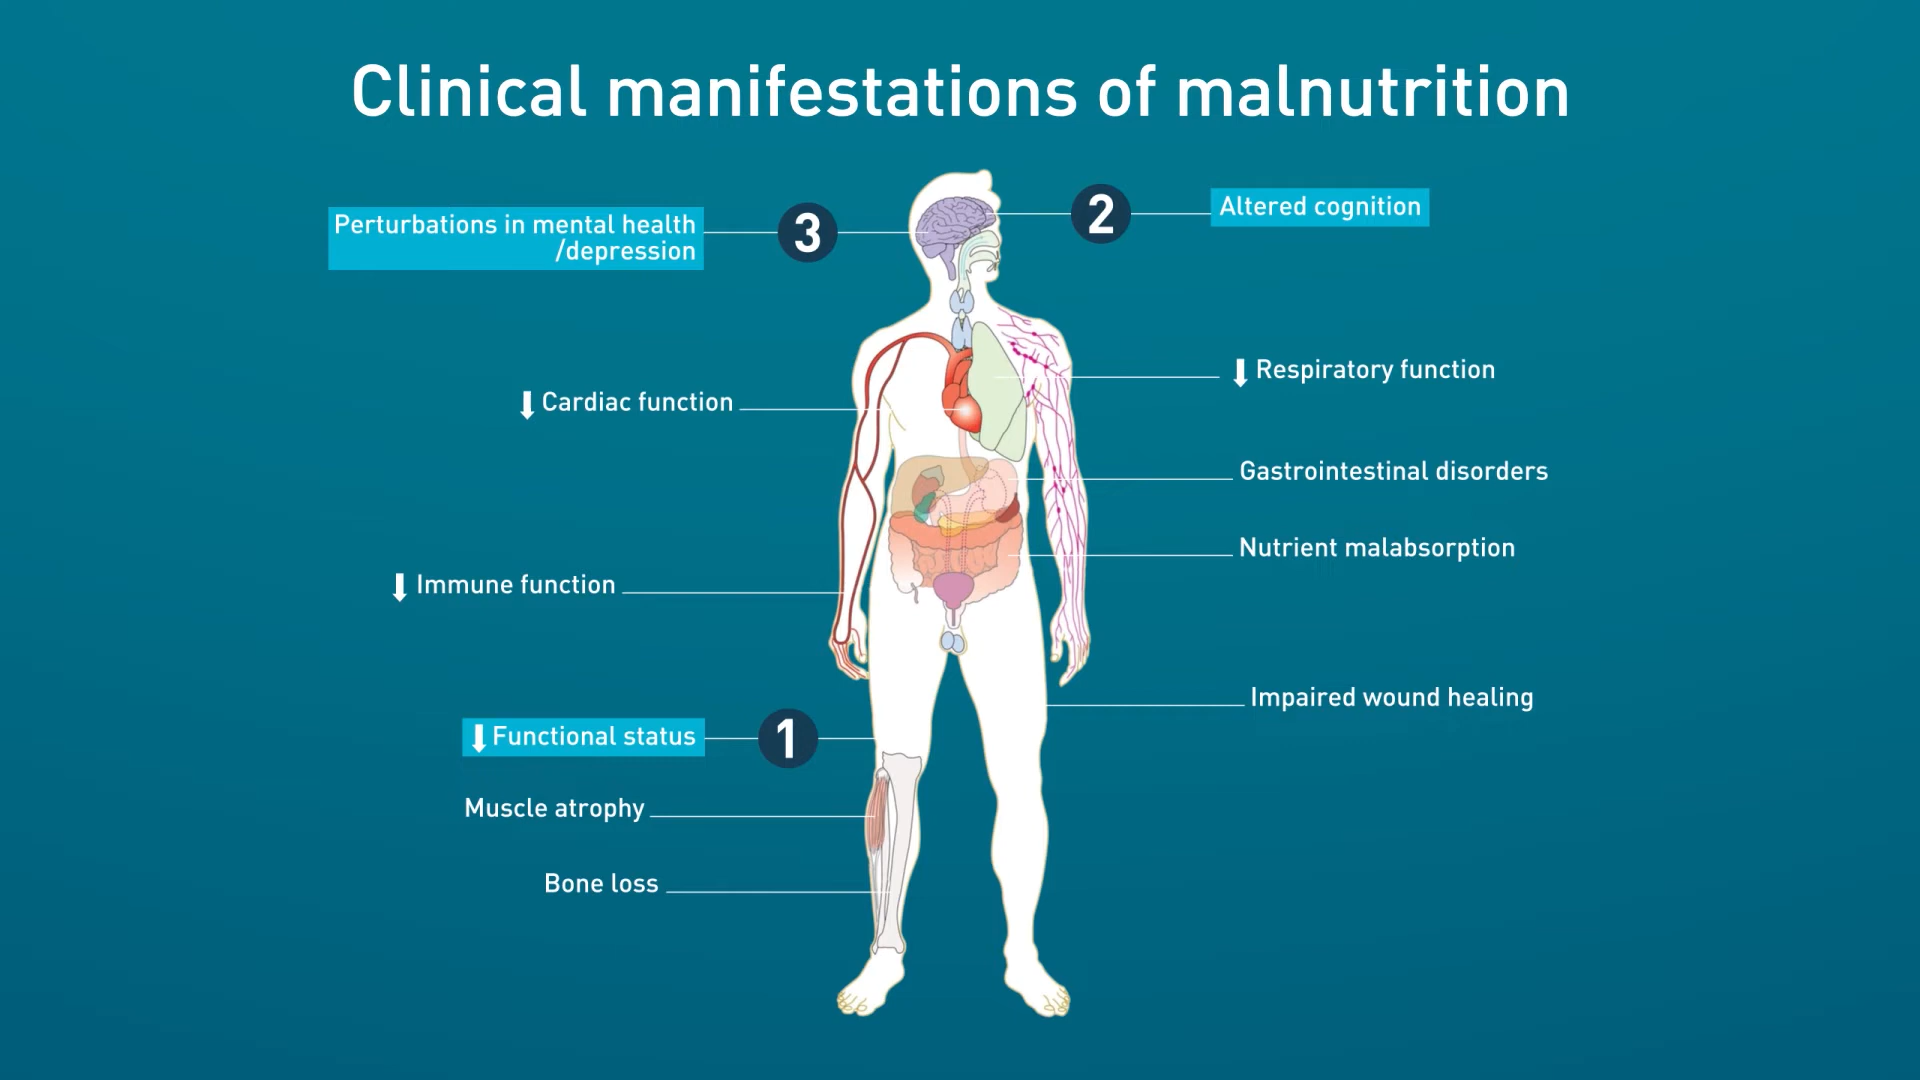 Clinical manifestations of malnutrition
Perturbations in mental health
/depression
3
2
Altered cognition
⬇ Respiratory function
⬇ Cardiac function
Gastrointestinal disorders
Nutrient malabsorption
⬇ Immune function
Impaired wound healing
⬇ Functional status
1
Muscle atrophy
Bone loss